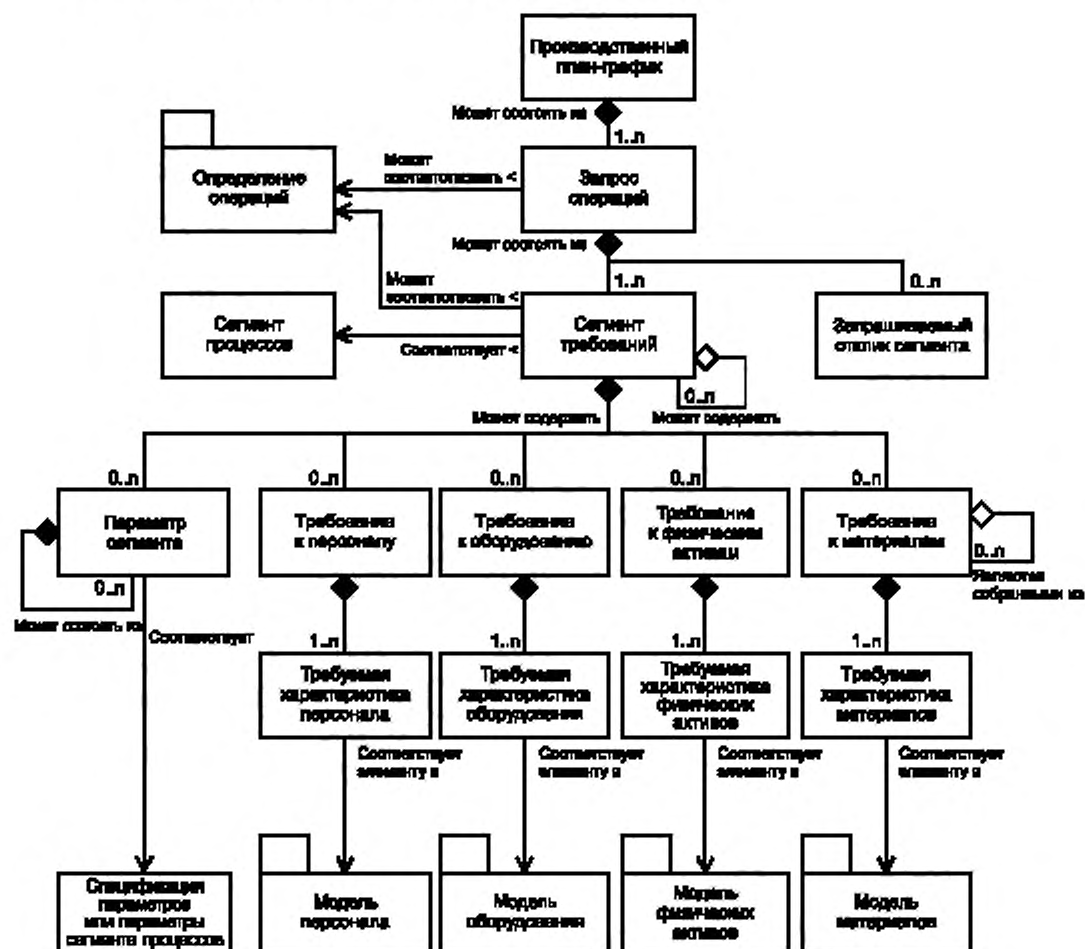 Производственный
план-график
Может состоять из
1..n
Определение
операций
Может
соответствовать <
Запрос
операций
Может состоять из
1..n
0..n
Может
соответствовать <
Сегмент
процессов
Соответствует <
Сегмент
требований
Запрашиваемый
отклик сегмента
0..n
Может содержать
Может содержать
0..n
0..n
0..n
0..n
0..n
Параметр
сегмента
Требование
к персоналу
Требование
к оборудованию
Требование
к физическим
активам
Требование
к материалам
0..n
0..n
Является
собранным из
Может состоять из
Соответствует
1..n
1..n
1..n
1..n
Требуемая
характеристика
персонала
Требуемая
характеристика
оборудования
Требуемая
характеристика
физических
активов
Требуемая
характеристика
материалов
Соответствует
элементу в
Соответствует
элементу в
Соответствует
элементу в
Соответствует
элементу в
Спецификация
параметров
или параметры
сегмента процессов
Модель
персонала
Модель
оборудования
Модель
физических
активов
Модель
материалов